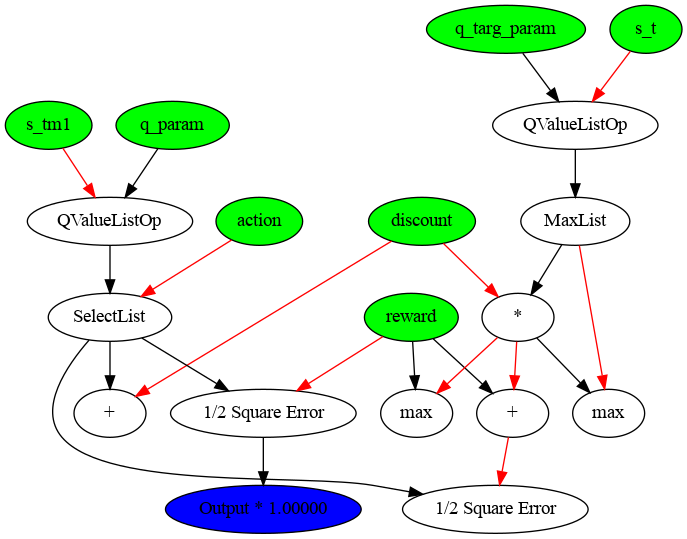 q_targ_param
s_t
s_tm1
q_param
QValueListOp
QValueListOp
action
discount
MaxList
SelectList
reward
*
+
1/2 Square Error
max
+
max
Output * 1.00000
1/2 Square Error